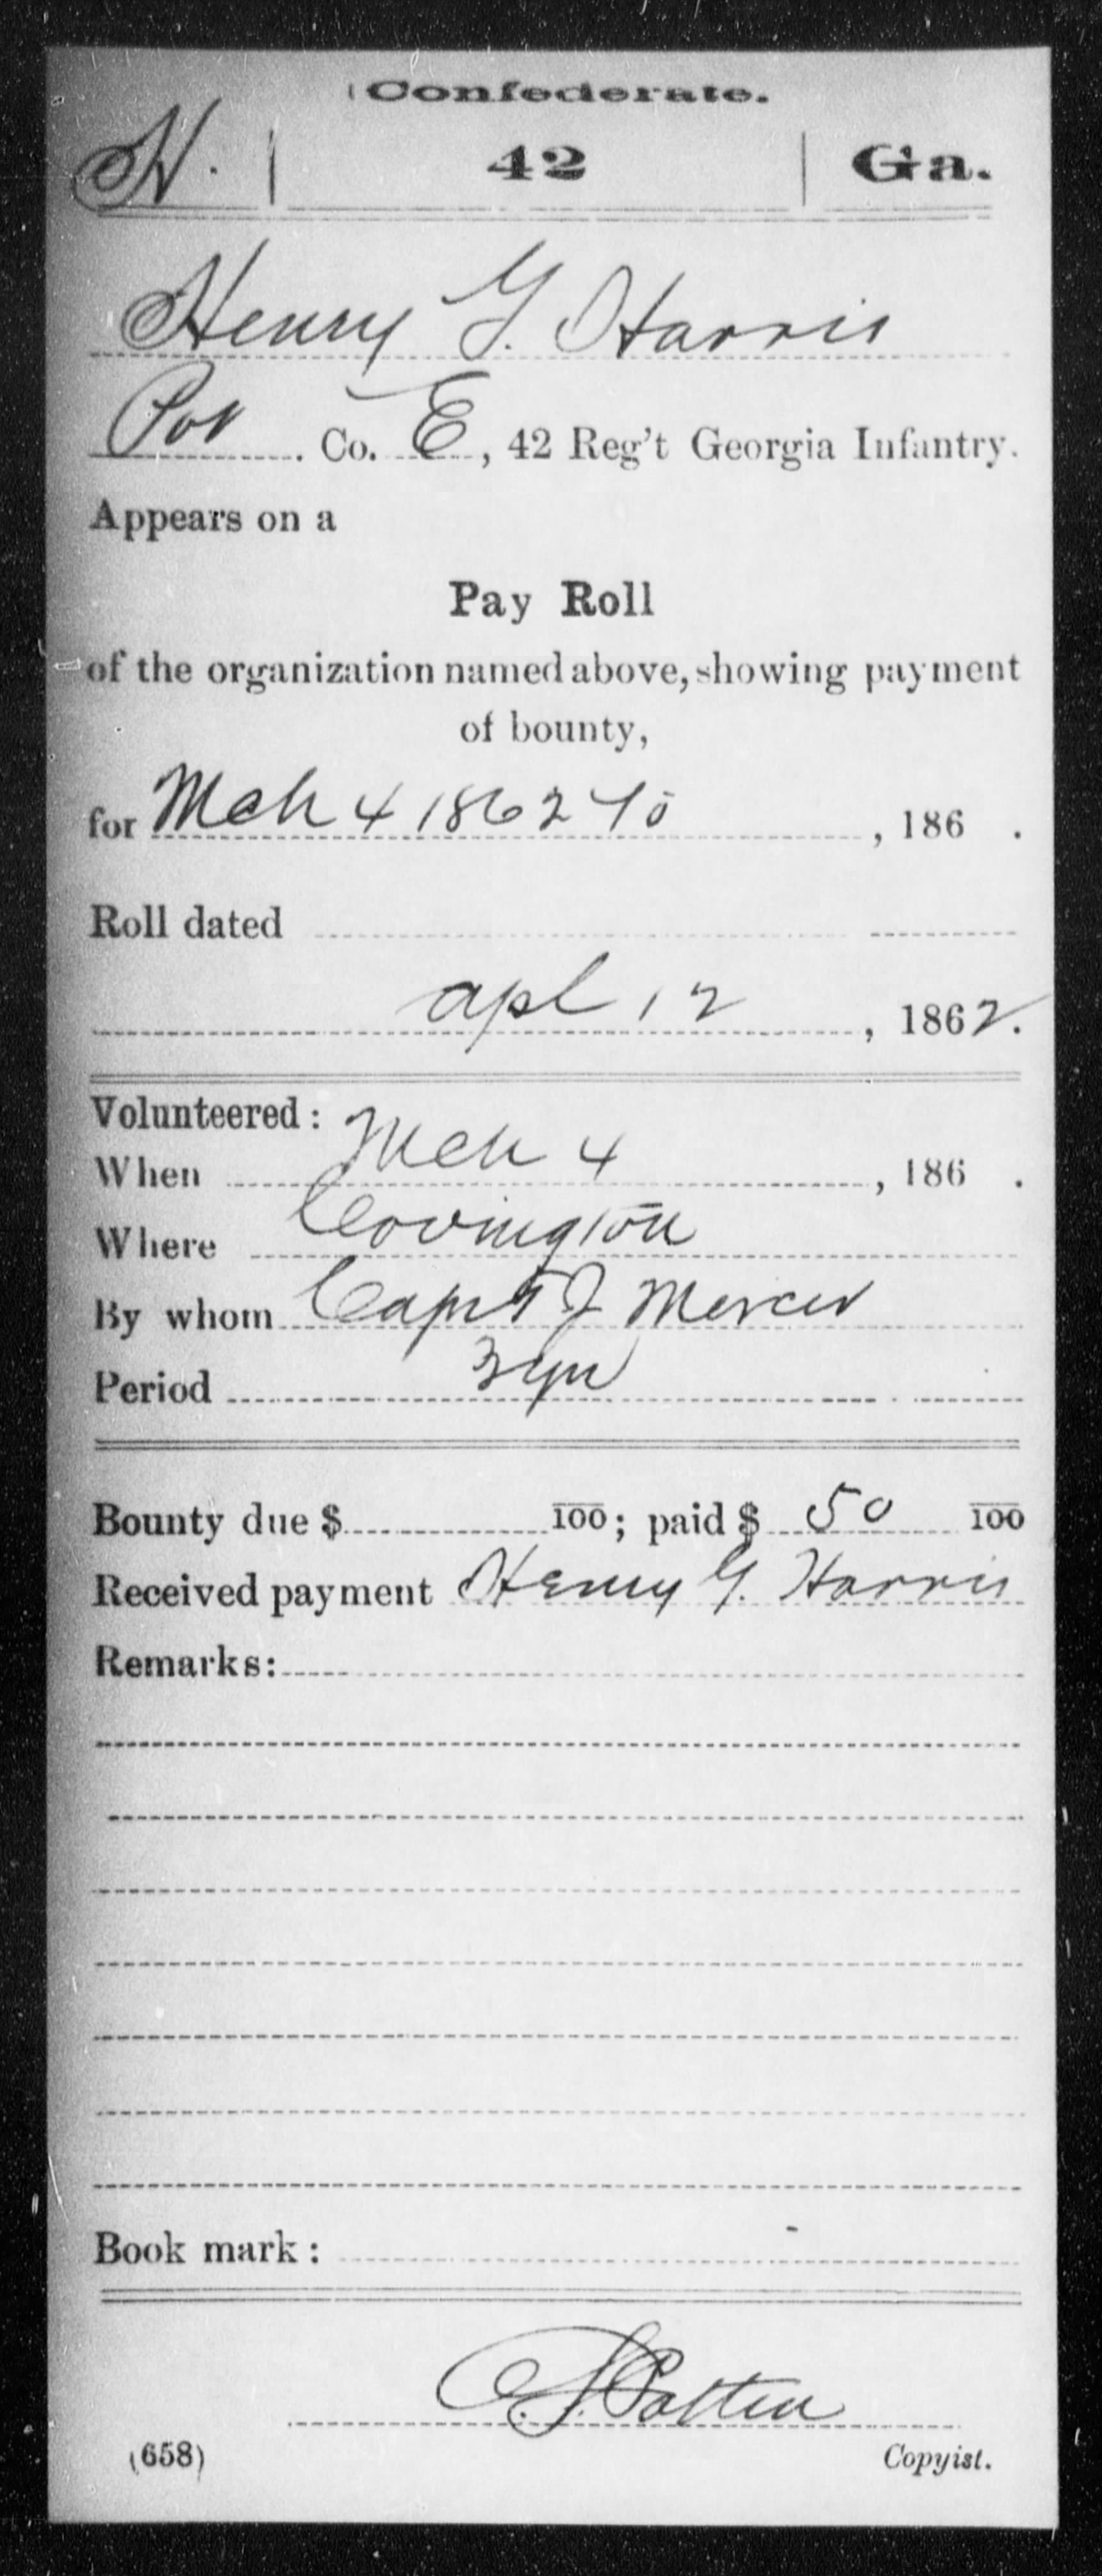 Confederate.
H. | 42 | Ga.
Henry G. Harris
Pvt Co. E, 42 Reg't Georgia Infantry.
Appears on a
Pay Roll
of the organization named above, showing payment
of bounty,
for Mch 4 1862 to , 186 .
Roll dated
apl 12, 1862.
Volunteered:
When Mch 4, 186 .
Where Covington
By whom Capt J Mercer
Period 3 yrs
Bounty due $ 100; paid $ 50 100
Received payment Henry G. Harris
Remarks:
Book mark:
Patten
(658) Copyist.